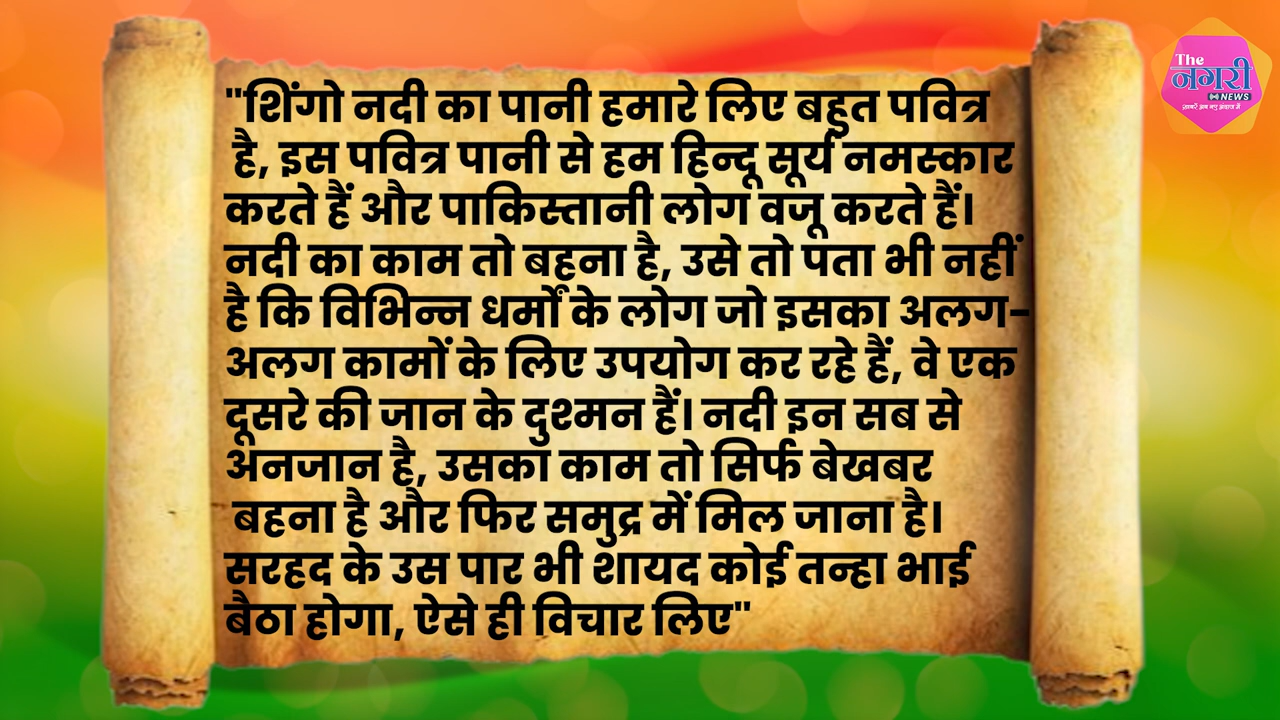 "शिंगो नदी का पानी हमारे लिए बहुत पवित्र
है, इस पवित्र पानी से हम हिन्दू सूर्य नमस्कार
करते हैं और पाकिस्तानी लोग वजू करते हैं।
नदी का काम तो बहना है, उसे तो पता भी नहीं
है कि विभिन्न धर्मों के लोग जो इसका अलग-
अलग कामों के लिए उपयोग कर रहे हैं, वे एक
दूसरे की जान के दुश्मन हैं। नदी इन सब से
अनजान है, उसका काम तो सिर्फ बेखबर
बहना है और फिर समुद्र में मिल जाना है।
सरहद के उस पार भी शायद कोई तन्हा भाई
बैठा होगा, ऐसे ही विचार लिए"
The
नगरी
NEWS